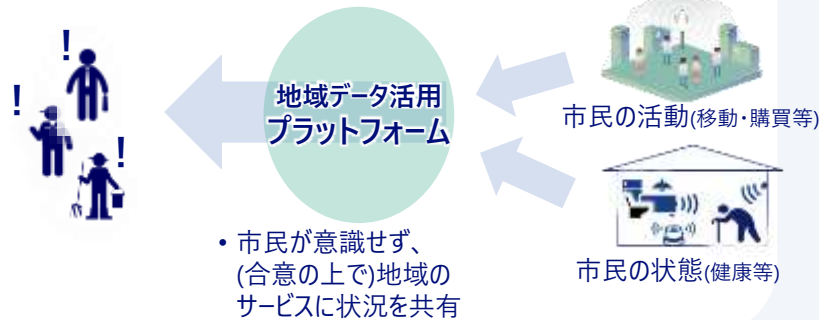 !
!
!
地域データ活用
プラットフォーム
市民の活動(移動・購買等)
市民の状態(健康等)
• 市民が意識せず、
(合意の上で)地域の
サービスに状況を共有